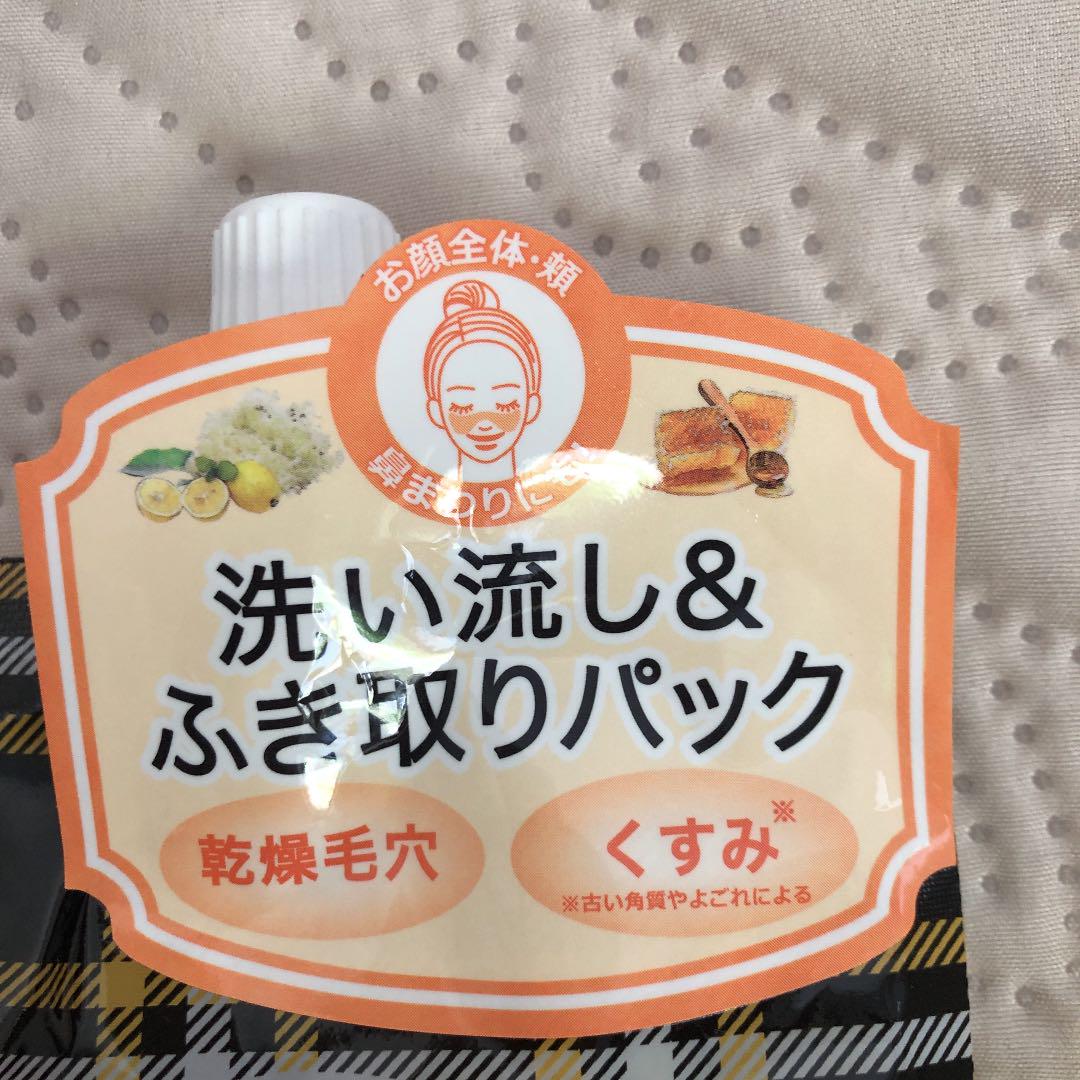 お顔全体・頬
鼻まわりに
洗い流し&
ふき取りパック
乾燥毛穴
くすみ※
※古い角質やよごれによる